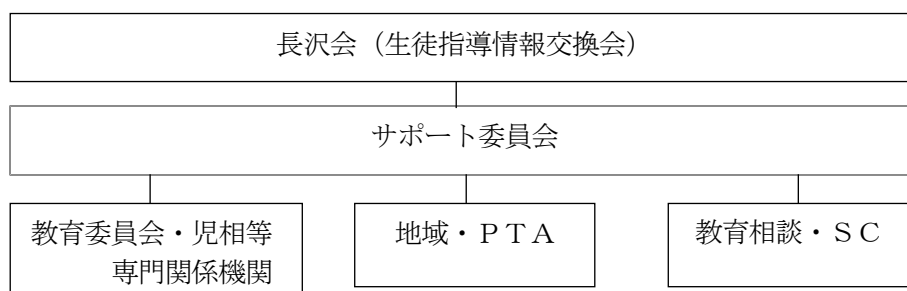 長沢会（生徒指導情報交換会）
サポート委員会
教育委員会・児相等
専門関係機関
地域・ＰＴＡ
教育相談・ＳＣ